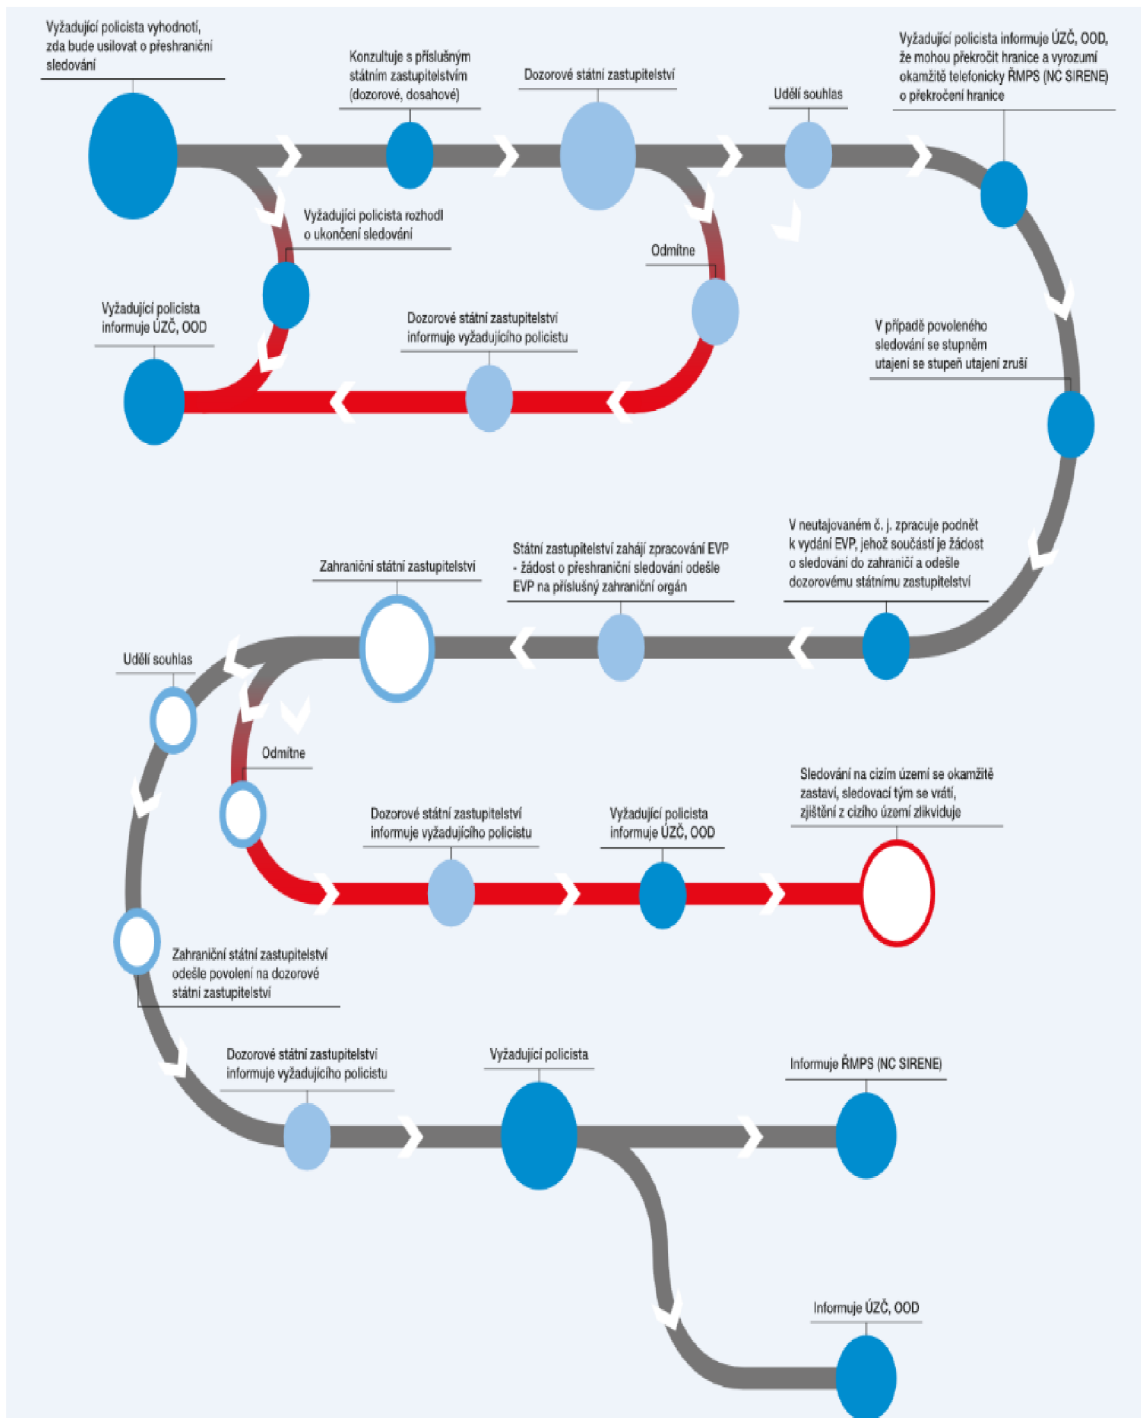 Vyžadující policista vyhodnotí,
zda bude usilovat o přeshraniční
sledování
Konzultuje s příslušným
státním zastupitelstvím
(dozorové, dosahové)
Dozorové státní zastupitelství
Udělí souhlas
Vyžadující policista informuje ÚZČ, OOD,
že mohou překročit hranice a vyrozumí
okamžitě telefonicky ŘMPS (NC SIRENE)
o překročení hranice
Vyžadující policista rozhodl
o ukončení sledování
Odmítne
Vyžadující policista
informuje ÚZČ, OOD
Dozorové státní zastupitelství
informuje vyžadujícího policistu
V případě povoleného
sledování se stupněm
utajení se stupeň utajení zruší
V neutajovaném č. j. zpracuje podnět
k vydání EVP, jehož součástí je žádost
o sledování do zahraničí a odešle
dozorovému státnímu zastupitelství
Státní zastupitelství zahájí zpracování EVP
- žádost o přeshraniční sledování odešle
EVP na příslušný zahraniční orgán
Zahraniční státní zastupitelství
Udělí souhlas
Odmítne
Dozorové státní zastupitelství
informuje vyžadujícího policistu
Vyžadující policista
informuje ÚZČ, OOD
Sledování na cizím území se okamžitě
zastaví, sledovací tým se vrátí,
zjištění z cizího území zlikviduje
Zahraniční státní zastupitelství
odešle povolení na dozorové
státní zastupitelství
Dozorové státní zastupitelství
informuje vyžadujícího policistu
Vyžadující policista
Informuje ŘMPS (NC SIRENE)
Informuje ÚZČ, OOD